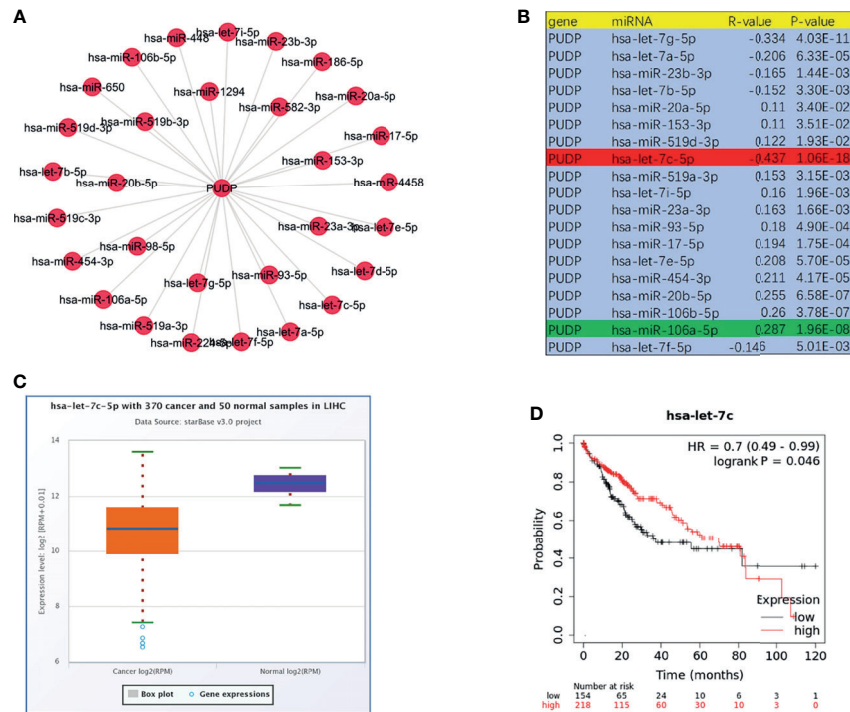 A
hsa-let-7i-5p
hsa-miR-448
hsa-miR-23b-3p
hsa-miR-106b-5p
hsa-miR-186-5p
hsa-miR-650
hsa-miR-1294
hsa-miR-20a-5p
hsa-miR-582-3p
hsa-miR-519d-3p
hsa-miR-519b-3p
hsa-miR-17-5p
hsa-miR-153-3p
hsa-let-7b-5p
hsa-miR-20b-5p
PUDP
hsa-miR-4458
hsa-miR-519c-3p
hsa-miR-23a-3p
hsa-let-7e-5p
hsa-miR-98-5p
hsa-miR-454-3p
hsa-miR-93-5p
hsa-let-7d-5p
hsa-let-7g-5p
hsa-miR-106a-5p
hsa-let-7c-5p
hsa-miR-519a-3p
hsa-let-7a-5p
hsa-let-7f-5p
B
gene miRNA R-value P-value
PUDP hsa-let-7g-5p -0.334 4.03E-11
PUDP hsa-let-7a-5p -0.206 6.33E-05
PUDP hsa-miR-23b-3p -0.165 1.44E-03
PUDP hsa-let-7b-5p -0.152 3.30E-03
PUDP hsa-miR-20a-5p 0.11 3.40E-02
PUDP hsa-miR-153-3p 0.11 3.51E-02
PUDP hsa-miR-519d-3p 0.122 1.93E-02
PUDP hsa-let-7c-5p -0.437 1.06E-18
PUDP hsa-miR-519a-3p 0.153 3.15E-03
PUDP hsa-let-7i-5p 0.16 1.96E-03
PUDP hsa-miR-23a-3p 0.163 1.66E-03
PUDP hsa-miR-93-5p 0.18 4.90E-04
PUDP hsa-miR-17-5p 0.194 1.75E-04
PUDP hsa-let-7e-5p 0.208 5.70E-05
PUDP hsa-miR-454-3p 0.211 4.17E-05
PUDP hsa-miR-20b-5p 0.255 6.58E-07
PUDP hsa-miR-106b-5p 0.26 3.78E-07
PUDP hsa-miR-106a-5p 0.287 1.96E-08
PUDP hsa-let-7f-5p -0.146 5.01E-03
C
hsa-let-7c-5p with 370 cancer and 50 normal samples in LIHC
Data Source: starBase v3.0 project
Expression level: log2 [RPM+0.01]
14
12
10
8
6
Cancer log2(RPM) Normal log2(RPM)
Box plot Gene expressions
D
hsa-let-7c
HR = 0.7 (0.49 - 0.99)
logrank P = 0.046
Probability
1.0
0.8
0.6
0.4
0.2
0.0
Expression
low
high
0 20 40 60 80 100 120
Time (months)
Number at risk
low 154 65 24 10 6 3 1
high 218 115 60 30 10 3 0